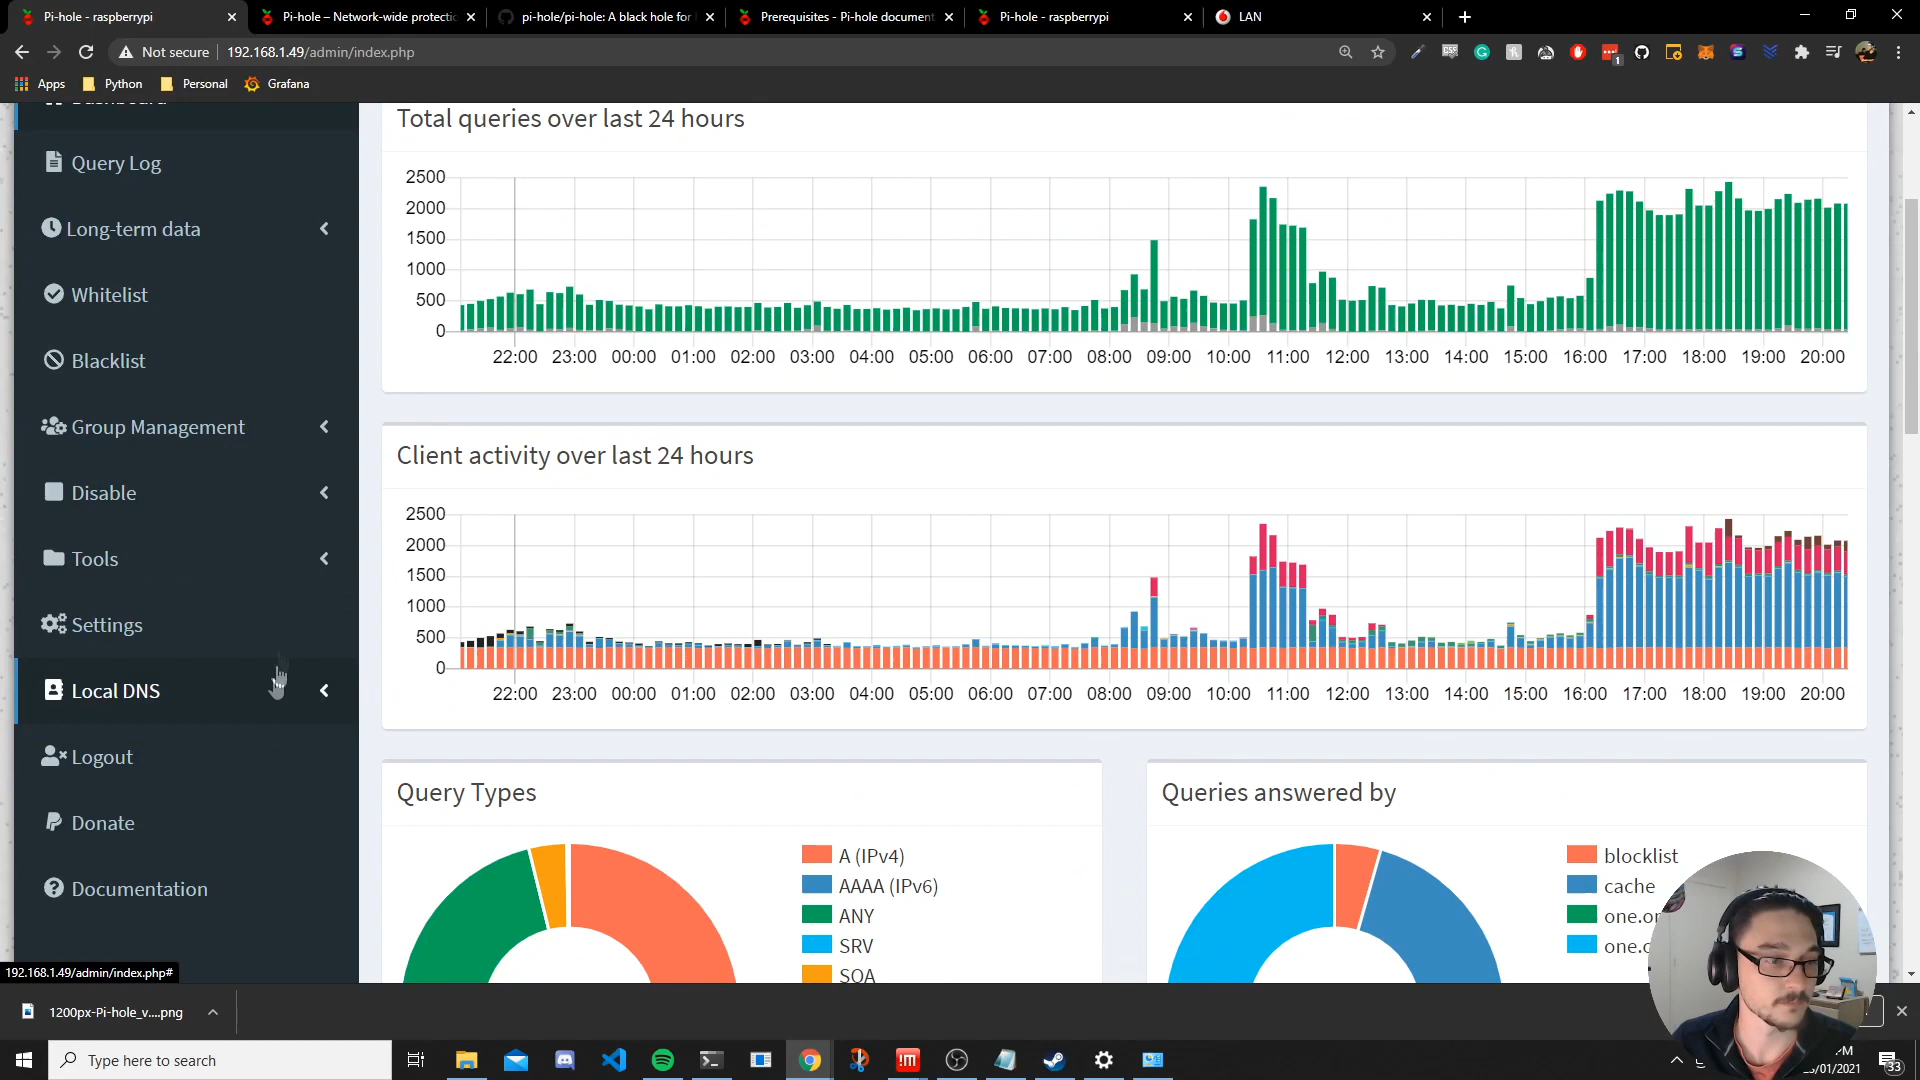 Pi-hole - raspberrypi
Pi-hole – Network-wide protectio
pi-hole/pi-hole: A black hole for
Prerequisites - Pi-hole document
Pi-hole - raspberrypi
LAN
Not secure
192.168.1.49/admin/index.php
1
Apps
Python
Personal
Grafana
Dashboard
Query Log
Long-term data
Whitelist
Blacklist
Group Management
Disable
Tools
Settings
Local DNS
Logout
Donate
Documentation
Total queries over last 24 hours
2500
2000
1500
1000
500
0
22:00 23:00 00:00 01:00 02:00 03:00 04:00 05:00 06:00 07:00 08:00 09:00 10:00 11:00 12:00 13:00 14:00 15:00 16:00 17:00 18:00 19:00 20:00
Client activity over last 24 hours
2500
2000
1500
1000
500
0
22:00 23:00 00:00 01:00 02:00 03:00 04:00 05:00 06:00 07:00 08:00 09:00 10:00 11:00 12:00 13:00 14:00 15:00 16:00 17:00 18:00 19:00 20:00
Query Types
A (IPv4)
AAAA (IPv6)
ANY
SRV
SOA
Queries answered by
blocklist
cache
192.168.1.49/admin/index.php#
1200px-Pi-hole_v....png
Type here to search
33